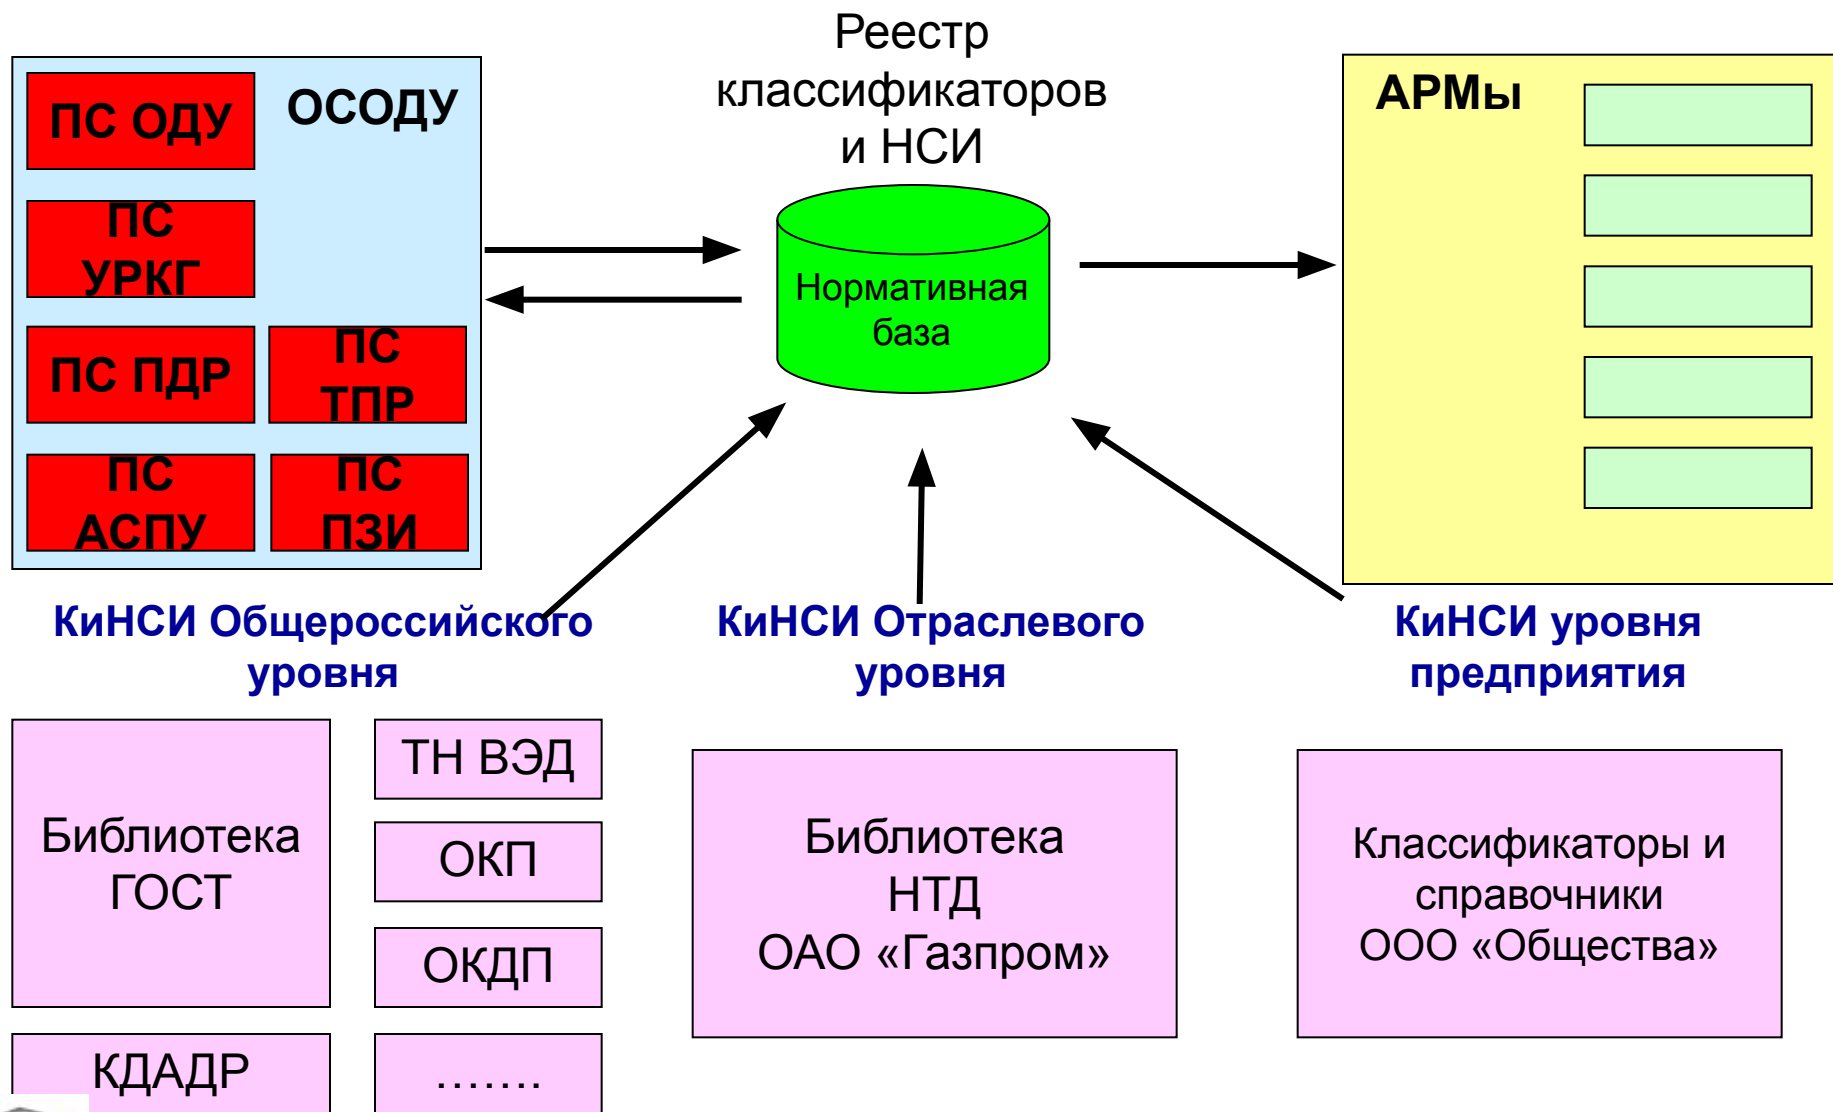 Реестр
классификаторов
и НСИ
ПС ОДУ
ОСОДУ
ПС
УРКГ
ПС ПДР
ПС
ТПР
ПС
АСПУ
ПС
ПЗИ
Нормативная
база
АРМы
КиНСИ Общероссийского
уровня
КиНСИ Отраслевого
уровня
КиНСИ уровня
предприятия
Библиотека
ГОСТ
КДАДР
ТН ВЭД
ОКП
ОКДП
.......
Библиотека
НТД
ОАО «Газпром»
Классификаторы и
справочники
ООО «Общества»